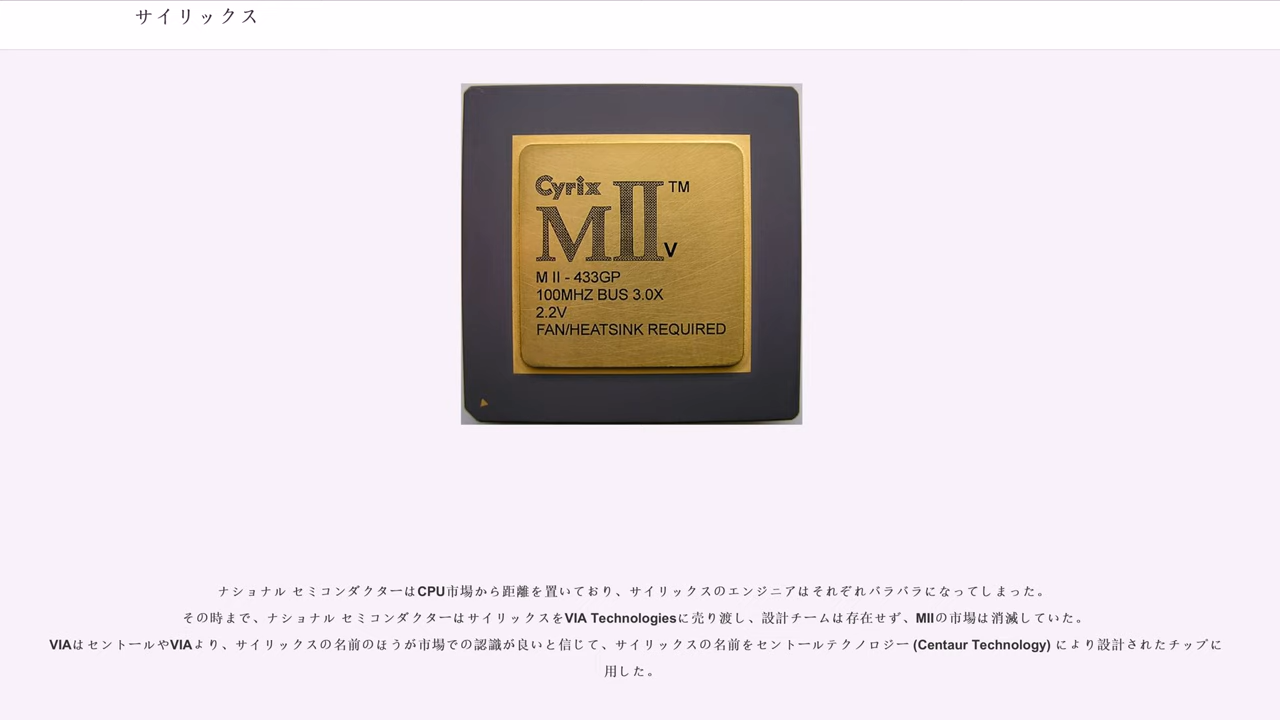 サイリックス
Cyrix
MII™
v
M II - 433GP
100MHZ BUS 3.0X
2.2V
FAN/HEATSINK REQUIRED
ナショナル セミコンダクターはCPU市場から距離を置いており、サイリックスのエンジニアはそれぞれバラバラになってしまった。
その時まで、ナショナル セミコンダクターはサイリックスをVIA Technologiesに売り渡し、設計チームは存在せず、MIIの市場は消滅していた。
VIAはセントールやVIAより、サイリックスの名前のほうが市場での認識が良いと信じて、サイリックスの名前をセントールテクノロジー (Centaur Technology) により設計されたチップに
用した。